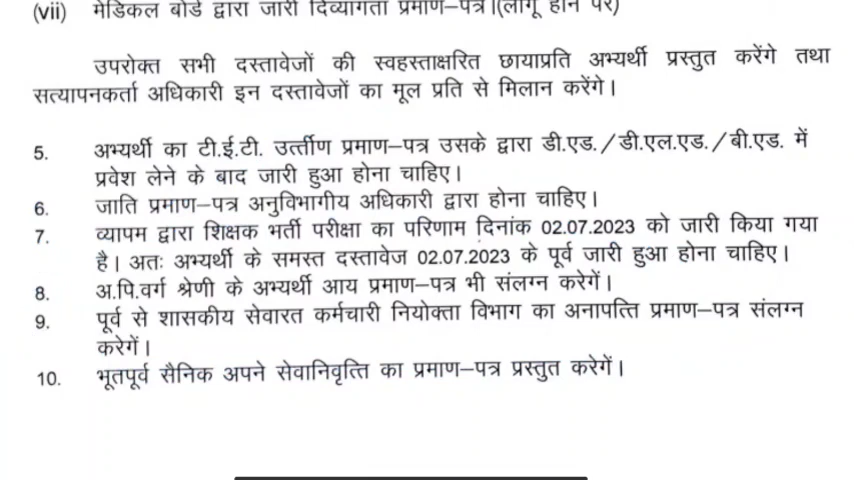 (vii) मेडिकल बोर्ड द्वारा जारी दिव्यांगता प्रमाण–पत्र।(लागू होने पर)
उपरोक्त सभी दस्तावेजों की स्वहस्ताक्षरित छायाप्रति अभ्यर्थी प्रस्तुत करेंगे तथा
सत्यापनकर्ता अधिकारी इन दस्तावेजों का मूल प्रति से मिलान करेंगे।
5. अभ्यर्थी का टी.ई.टी. उर्त्तीण प्रमाण–पत्र उसके द्वारा डी.एड./डी.एल.एड./बी.एड. में
प्रवेश लेने के बाद जारी हुआ होना चाहिए।
6. जाति प्रमाण–पत्र अनुविभागीय अधिकारी द्वारा होना चाहिए।
7. व्यापम द्वारा शिक्षक भर्ती परीक्षा का परिणाम दिनांक 02.07.2023 को जारी किया गया
है। अतः अभ्यर्थी के समस्त दस्तावेज 02.07.2023 के पूर्व जारी हुआ होना चाहिए।
8. अ.पि.वर्ग श्रेणी के अभ्यर्थी आय प्रमाण–पत्र भी संलग्न करेगें।
9. पूर्व से शासकीय सेवारत कर्मचारी नियोक्ता विभाग का अनापत्ति प्रमाण–पत्र संलग्न
करेगें।
10. भूतपूर्व सैनिक अपने सेवानिवृत्ति का प्रमाण–पत्र प्रस्तुत करेगें।